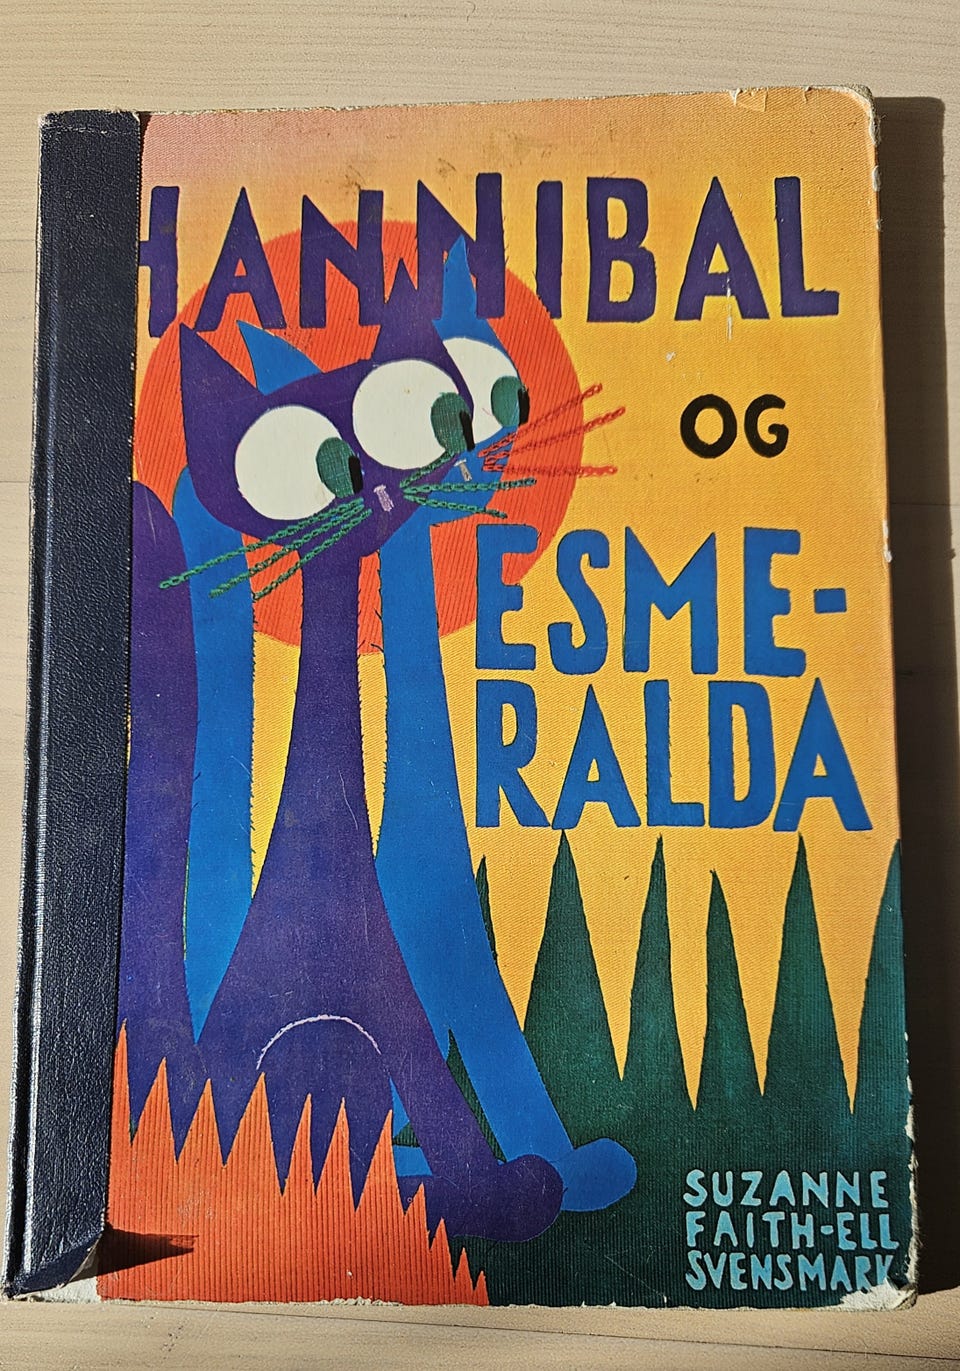 HANNIBAL
OG
ESME-
RALDA
SUZANNE
FAITH-ELL
SVENSMARK